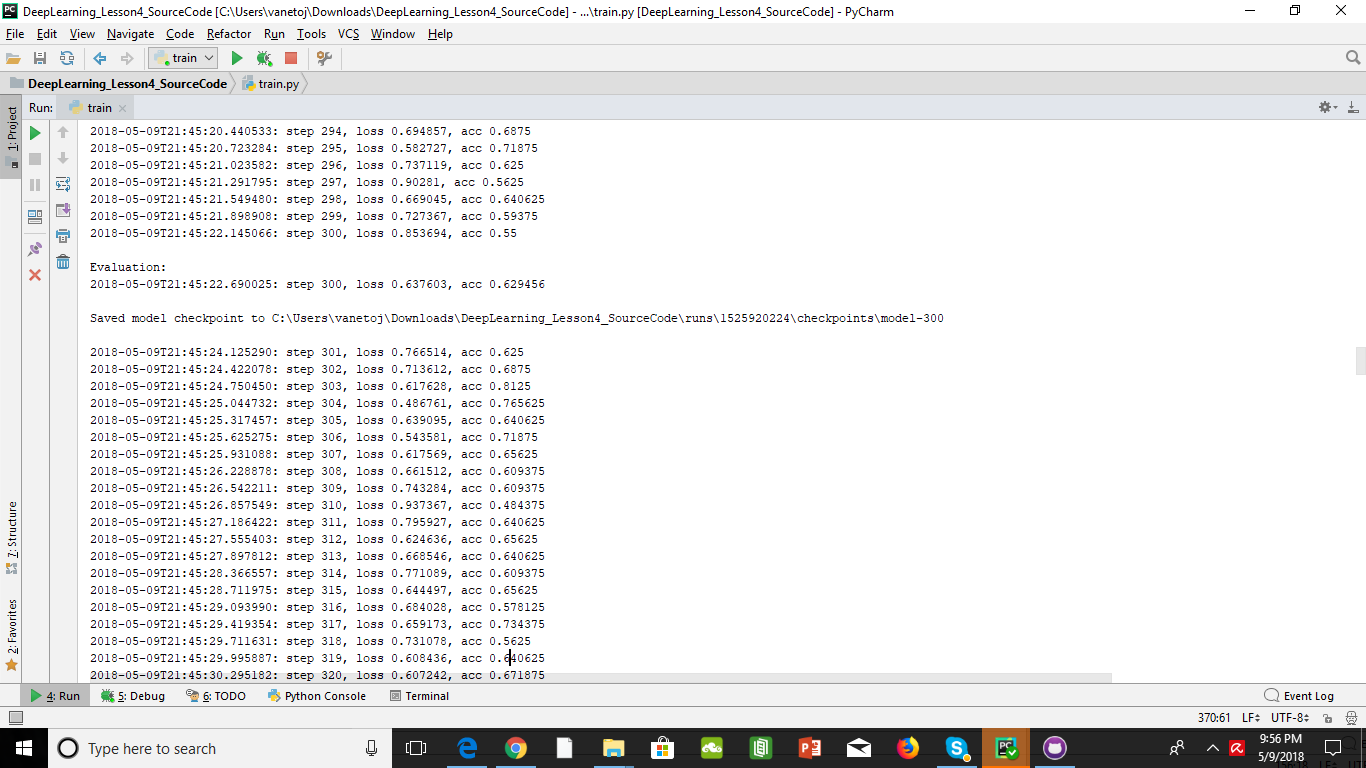 DeepLearning_Lesson4_SourceCode [C:\Users\vanetoj\Downloads\DeepLearning_Lesson4_SourceCode] - ...\train.py [DeepLearning_Lesson4_SourceCode] - PyCharm
File Edit View Navigate Code Refactor Run Tools VCS Window Help
train
DeepLearning_Lesson4_SourceCode train.py
Run: train
1: Project
7: Structure
2: Favorites
2018-05-09T21:45:20.440533: step 294, loss 0.694857, acc 0.6875
2018-05-09T21:45:20.723284: step 295, loss 0.582727, acc 0.71875
2018-05-09T21:45:21.023582: step 296, loss 0.737119, acc 0.625
2018-05-09T21:45:21.291795: step 297, loss 0.90281, acc 0.5625
2018-05-09T21:45:21.549480: step 298, loss 0.669045, acc 0.640625
2018-05-09T21:45:21.898908: step 299, loss 0.727367, acc 0.59375
2018-05-09T21:45:22.145066: step 300, loss 0.853694, acc 0.55
Evaluation:
2018-05-09T21:45:22.690025: step 300, loss 0.637603, acc 0.629456
Saved model checkpoint to C:\Users\vanetoj\Downloads\DeepLearning_Lesson4_SourceCode\runs\1525920224\checkpoints\model-300
2018-05-09T21:45:24.125290: step 301, loss 0.766514, acc 0.625
2018-05-09T21:45:24.422078: step 302, loss 0.713612, acc 0.6875
2018-05-09T21:45:24.750450: step 303, loss 0.617628, acc 0.8125
2018-05-09T21:45:25.044732: step 304, loss 0.486761, acc 0.765625
2018-05-09T21:45:25.317457: step 305, loss 0.639095, acc 0.640625
2018-05-09T21:45:25.625275: step 306, loss 0.543581, acc 0.71875
2018-05-09T21:45:25.931088: step 307, loss 0.617569, acc 0.65625
2018-05-09T21:45:26.228878: step 308, loss 0.661512, acc 0.609375
2018-05-09T21:45:26.542211: step 309, loss 0.743284, acc 0.609375
2018-05-09T21:45:26.857549: step 310, loss 0.937367, acc 0.484375
2018-05-09T21:45:27.186422: step 311, loss 0.795927, acc 0.640625
2018-05-09T21:45:27.555403: step 312, loss 0.624636, acc 0.65625
2018-05-09T21:45:27.897812: step 313, loss 0.668546, acc 0.640625
2018-05-09T21:45:28.366557: step 314, loss 0.771089, acc 0.609375
2018-05-09T21:45:28.711975: step 315, loss 0.644497, acc 0.65625
2018-05-09T21:45:29.093990: step 316, loss 0.684028, acc 0.578125
2018-05-09T21:45:29.419354: step 317, loss 0.659173, acc 0.734375
2018-05-09T21:45:29.711631: step 318, loss 0.731078, acc 0.5625
2018-05-09T21:45:29.995887: step 319, loss 0.608436, acc 0.640625
2018-05-09T21:45:30.295182: step 320, loss 0.607242, acc 0.671875
4: Run 5: Debug 6: TODO Python Console Terminal Event Log
370:61 LF UTF-8
Type here to search
9:56 PM
5/9/2018